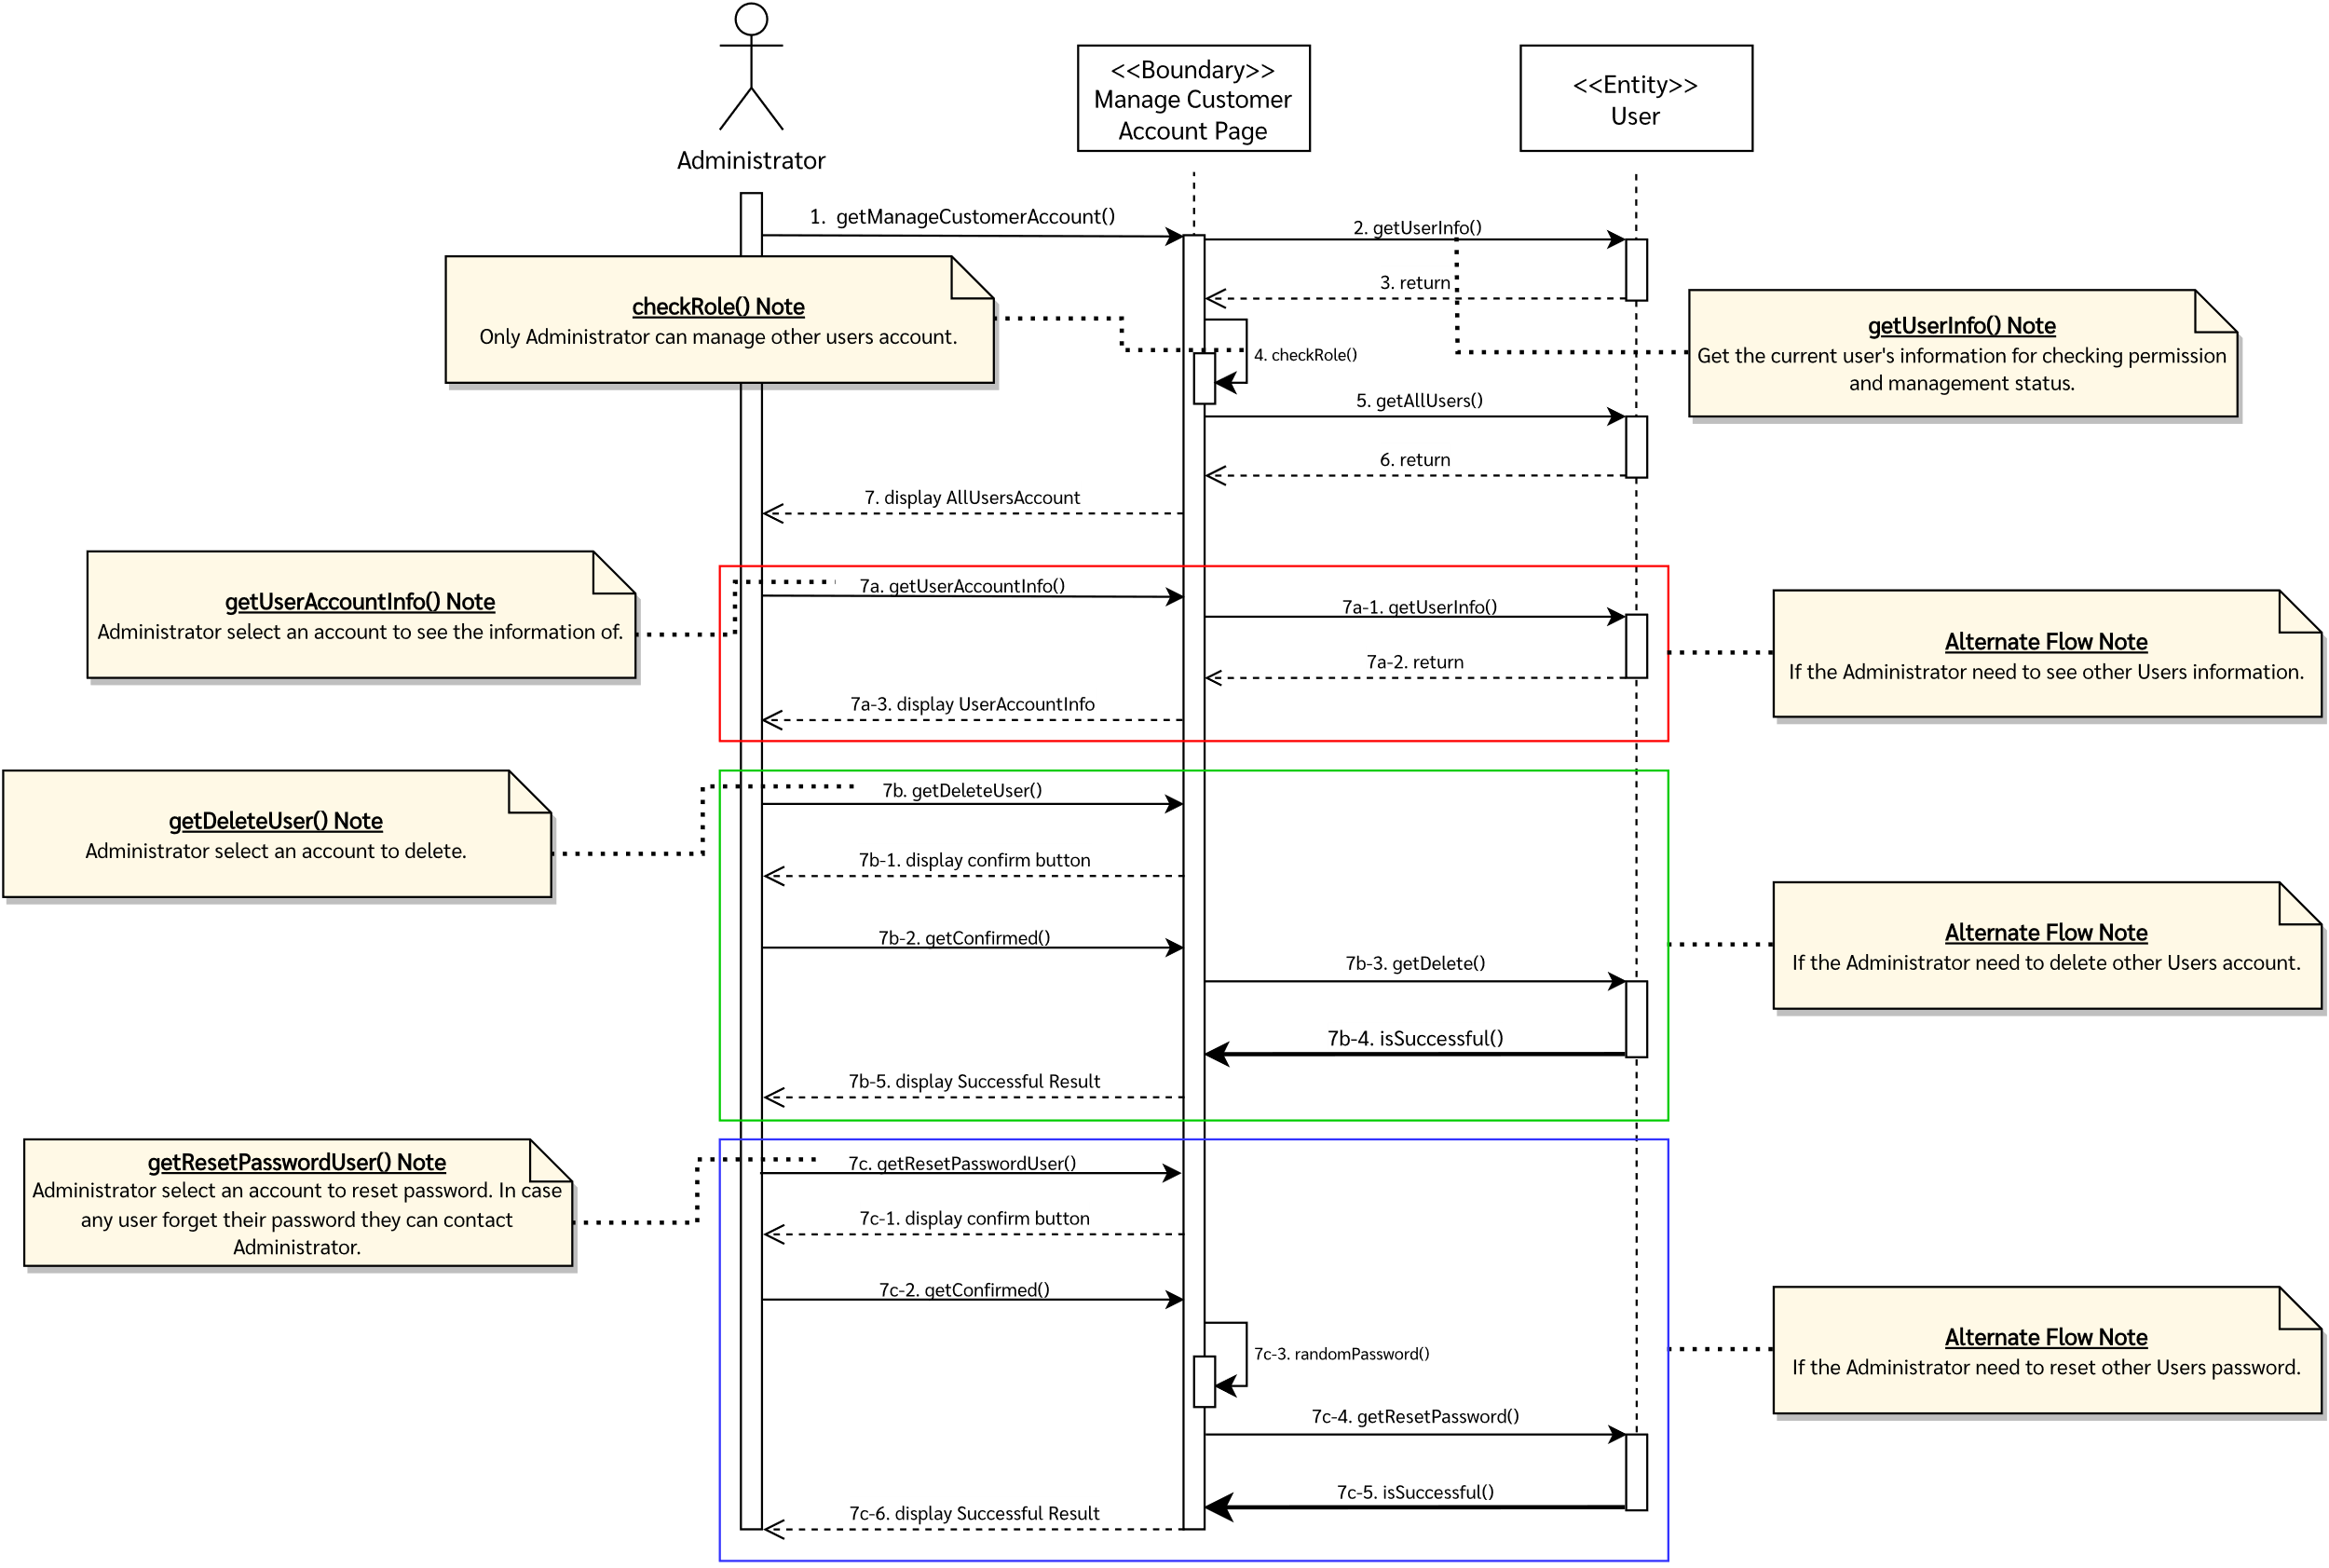 Administrator
<<Boundary>>
Manage Customer
Account Page
<<Entity>>
User
1.  getManageCustomerAccount()
2. getUserInfo()
3. return
checkRole() Note
Only Administrator can manage other users account.
getUserInfo() Note
Get the current user's information for checking permission
and management status.
4. checkRole()
5. getAllUsers()
6. return
7. display AllUsersAccount
getUserAccountInfo() Note
Administrator select an account to see the information of.
7a. getUserAccountInfo()
7a-1. getUserInfo()
7a-2. return
7a-3. display UserAccountInfo
Alternate Flow Note
If the Administrator need to see other Users information.
getDeleteUser() Note
Administrator select an account to delete.
7b. getDeleteUser()
7b-1. display confirm button
7b-2. getConfirmed()
7b-3. getDelete()
7b-4. isSuccessful()
7b-5. display Successful Result
Alternate Flow Note
If the Administrator need to delete other Users account.
getResetPasswordUser() Note
Administrator select an account to reset password. In case
any user forget their password they can contact
Administrator.
7c. getResetPasswordUser()
7c-1. display confirm button
7c-2. getConfirmed()
7c-3. randomPassword()
7c-4. getResetPassword()
7c-5. isSuccessful()
7c-6. display Successful Result
Alternate Flow Note
If the Administrator need to reset other Users password.